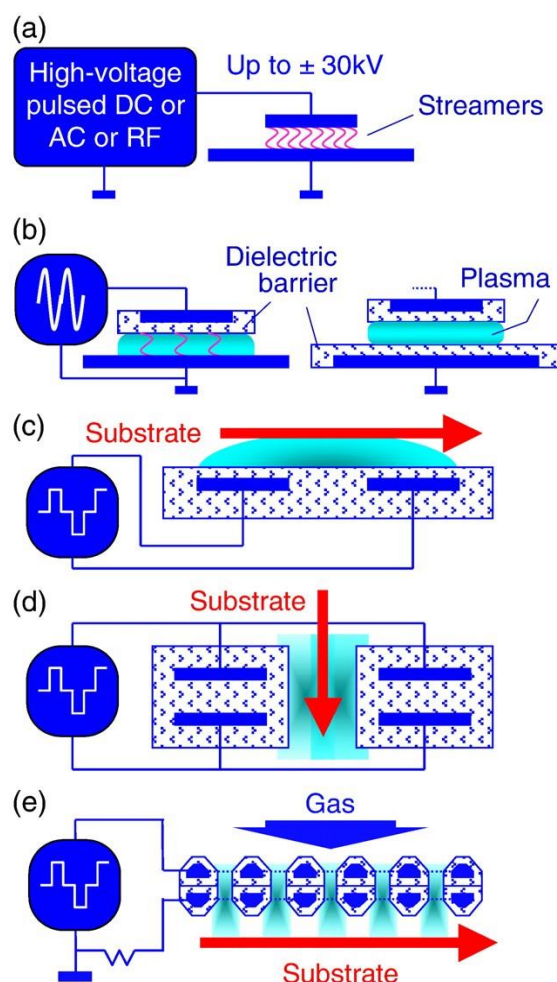 (a)
High-voltage
pulsed DC or
AC or RF
Up to ± 30kV
Streamers
(b)
Dielectric
barrier
Plasma
(c)
Substrate
(d)
Substrate
(e)
Gas
Substrate